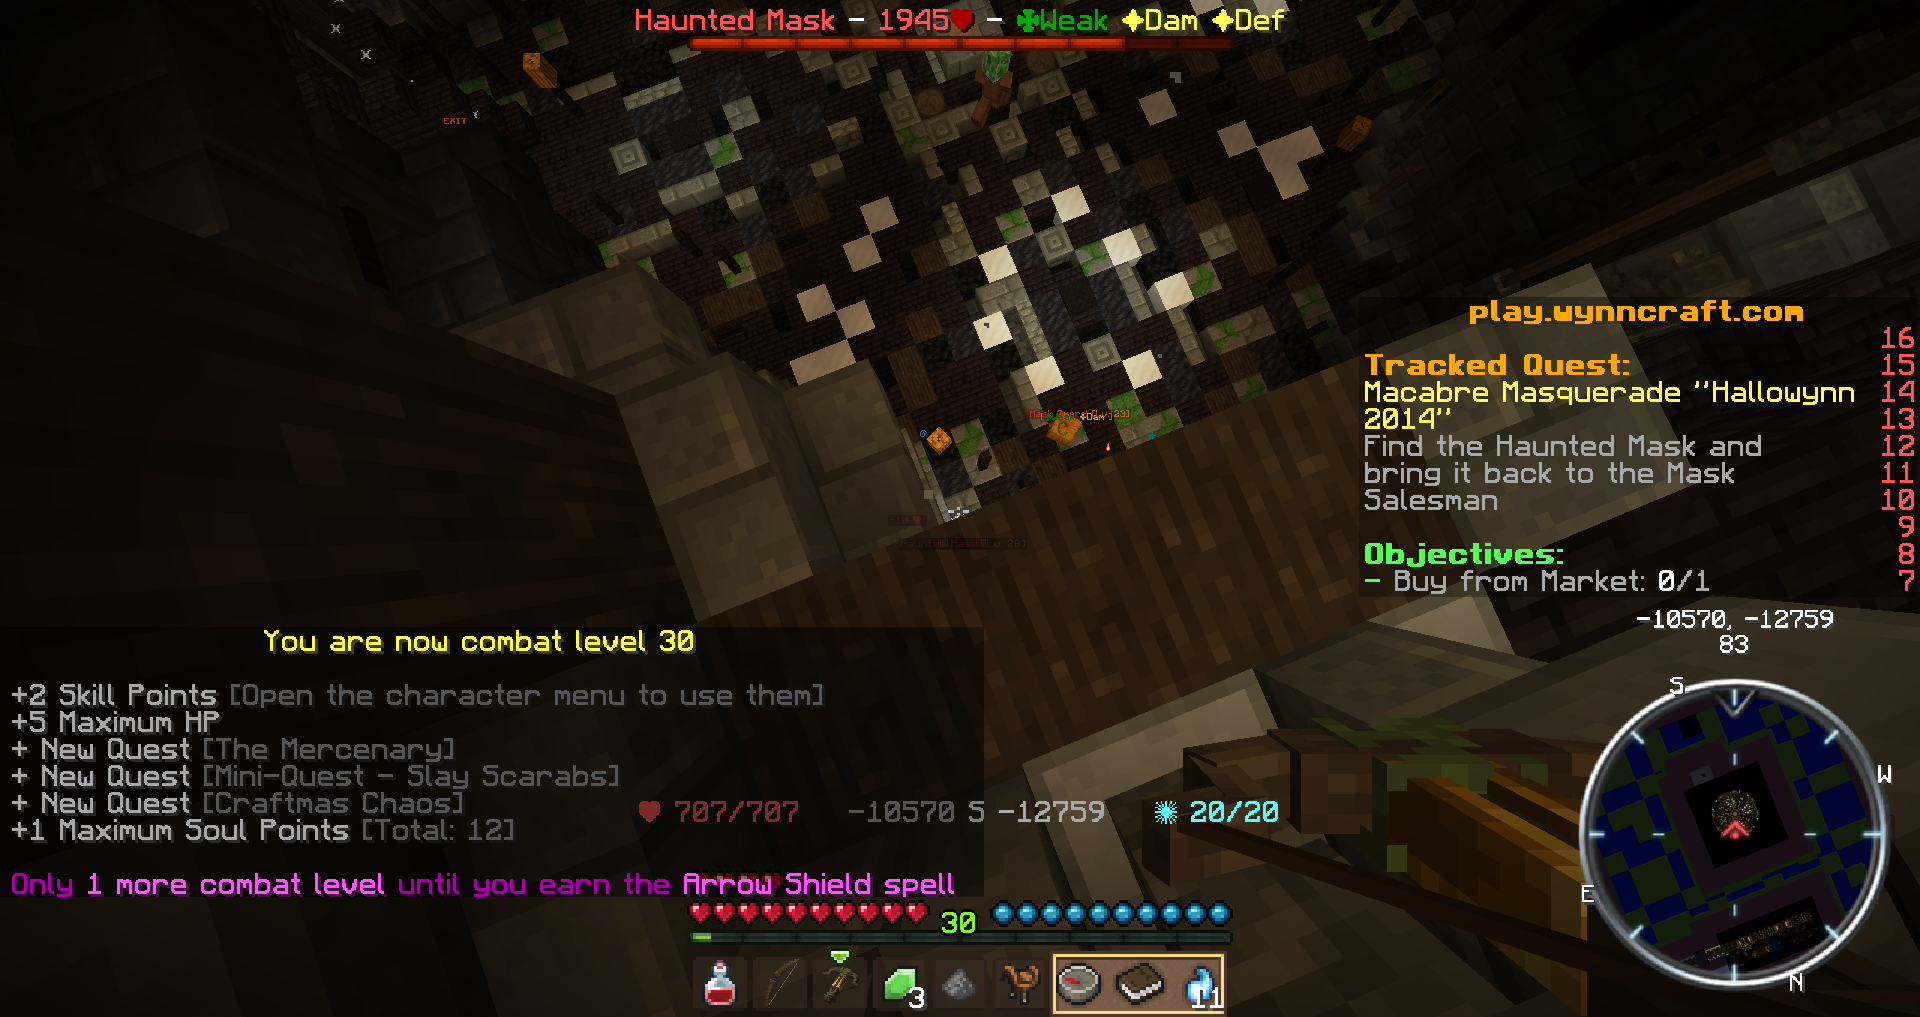 Haunted Mask - 1945❤ - ✤Weak ✦Dam ✦Def
EXIT
play.wynncraft.com
16
Tracked Quest: 15
Macabre Masquerade "Hallowynn 14
2014" 13
Find the Haunted Mask and 12
bring it back to the Mask 11
Salesman 10
9
Objectives: 8
- Buy from Market: 0/1 7
-10570, -12759
83
S
W
E
N
You are now combat level 30
+2 Skill Points [Open the character menu to use them]
+5 Maximum HP
+ New Quest [The Mercenary]
+ New Quest [Mini-Quest - Slay Scarabs]
+ New Quest [Craftmas Chaos]
+1 Maximum Soul Points [Total: 12]
Only 1 more combat level until you earn the Arrow Shield spell
❤ 707/707 -10570 S -12759 20/20
30
3
11